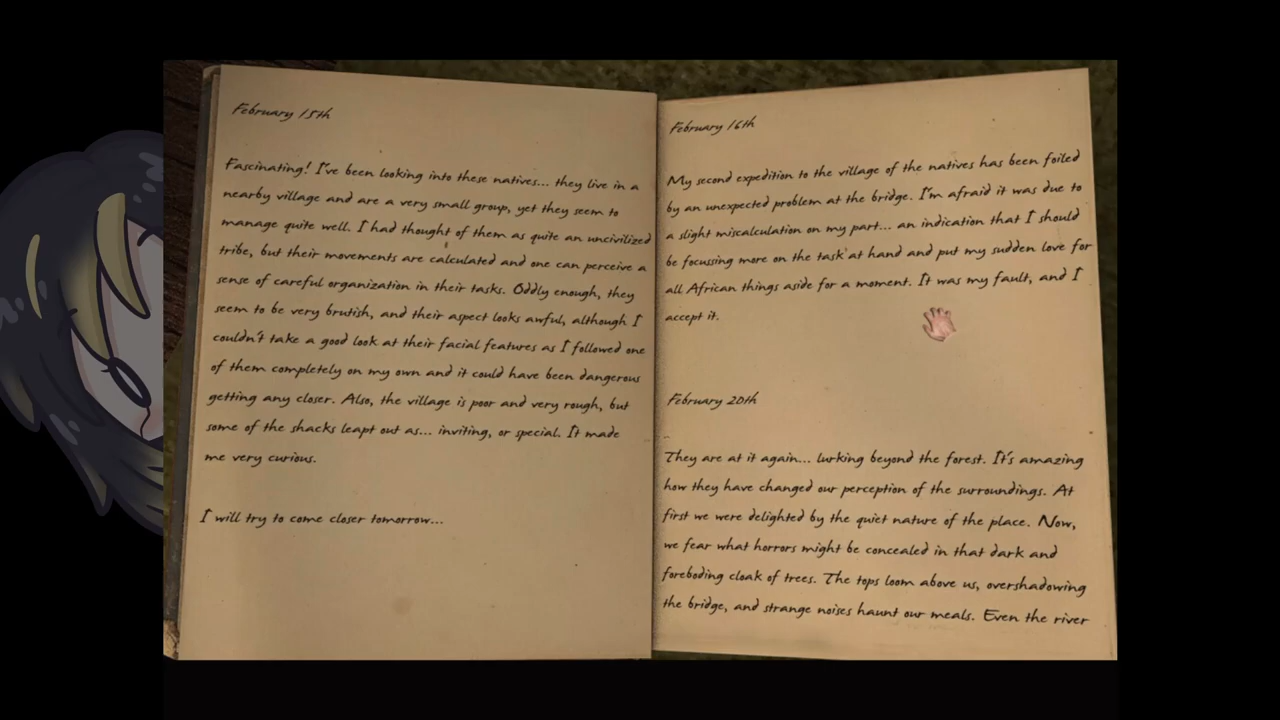 February 15th
Fascinating! I've been looking into these natives... they live in a
nearby village and are a very small group, yet they seem to
manage quite well. I had thought of them as quite an uncivilized
tribe, but their movements are calculated and one can perceive a
sense of careful organization in their tasks. Oddly enough, they
seem to be very brutish, and their aspect looks awful, although I
couldn't take a good look at their facial features as I followed one
of them completely on my own and it could have been dangerous
getting any closer. Also, the village is poor and very rough, but
some of the shacks leapt out as... inviting, or special. It made
me very curious.
I will try to come closer tomorrow...
February 16th
My second expedition to the village of the natives has been foiled
by an unexpected problem at the bridge. I'm afraid it was due to
a slight miscalculation on my part... an indication that I should
be focussing more on the task at hand and put my sudden love for
all African things aside for a moment. It was my fault, and I
accept it.
February 20th
They are at it again... lurking beyond the forest. It's amazing
how they have changed our perception of the surroundings. At
first we were delighted by the quiet nature of the place. Now,
we fear what horrors might be concealed in that dark and
foreboding cloak of trees. The tops loom above us, overshadowing
the bridge, and strange noises haunt our meals. Even the river